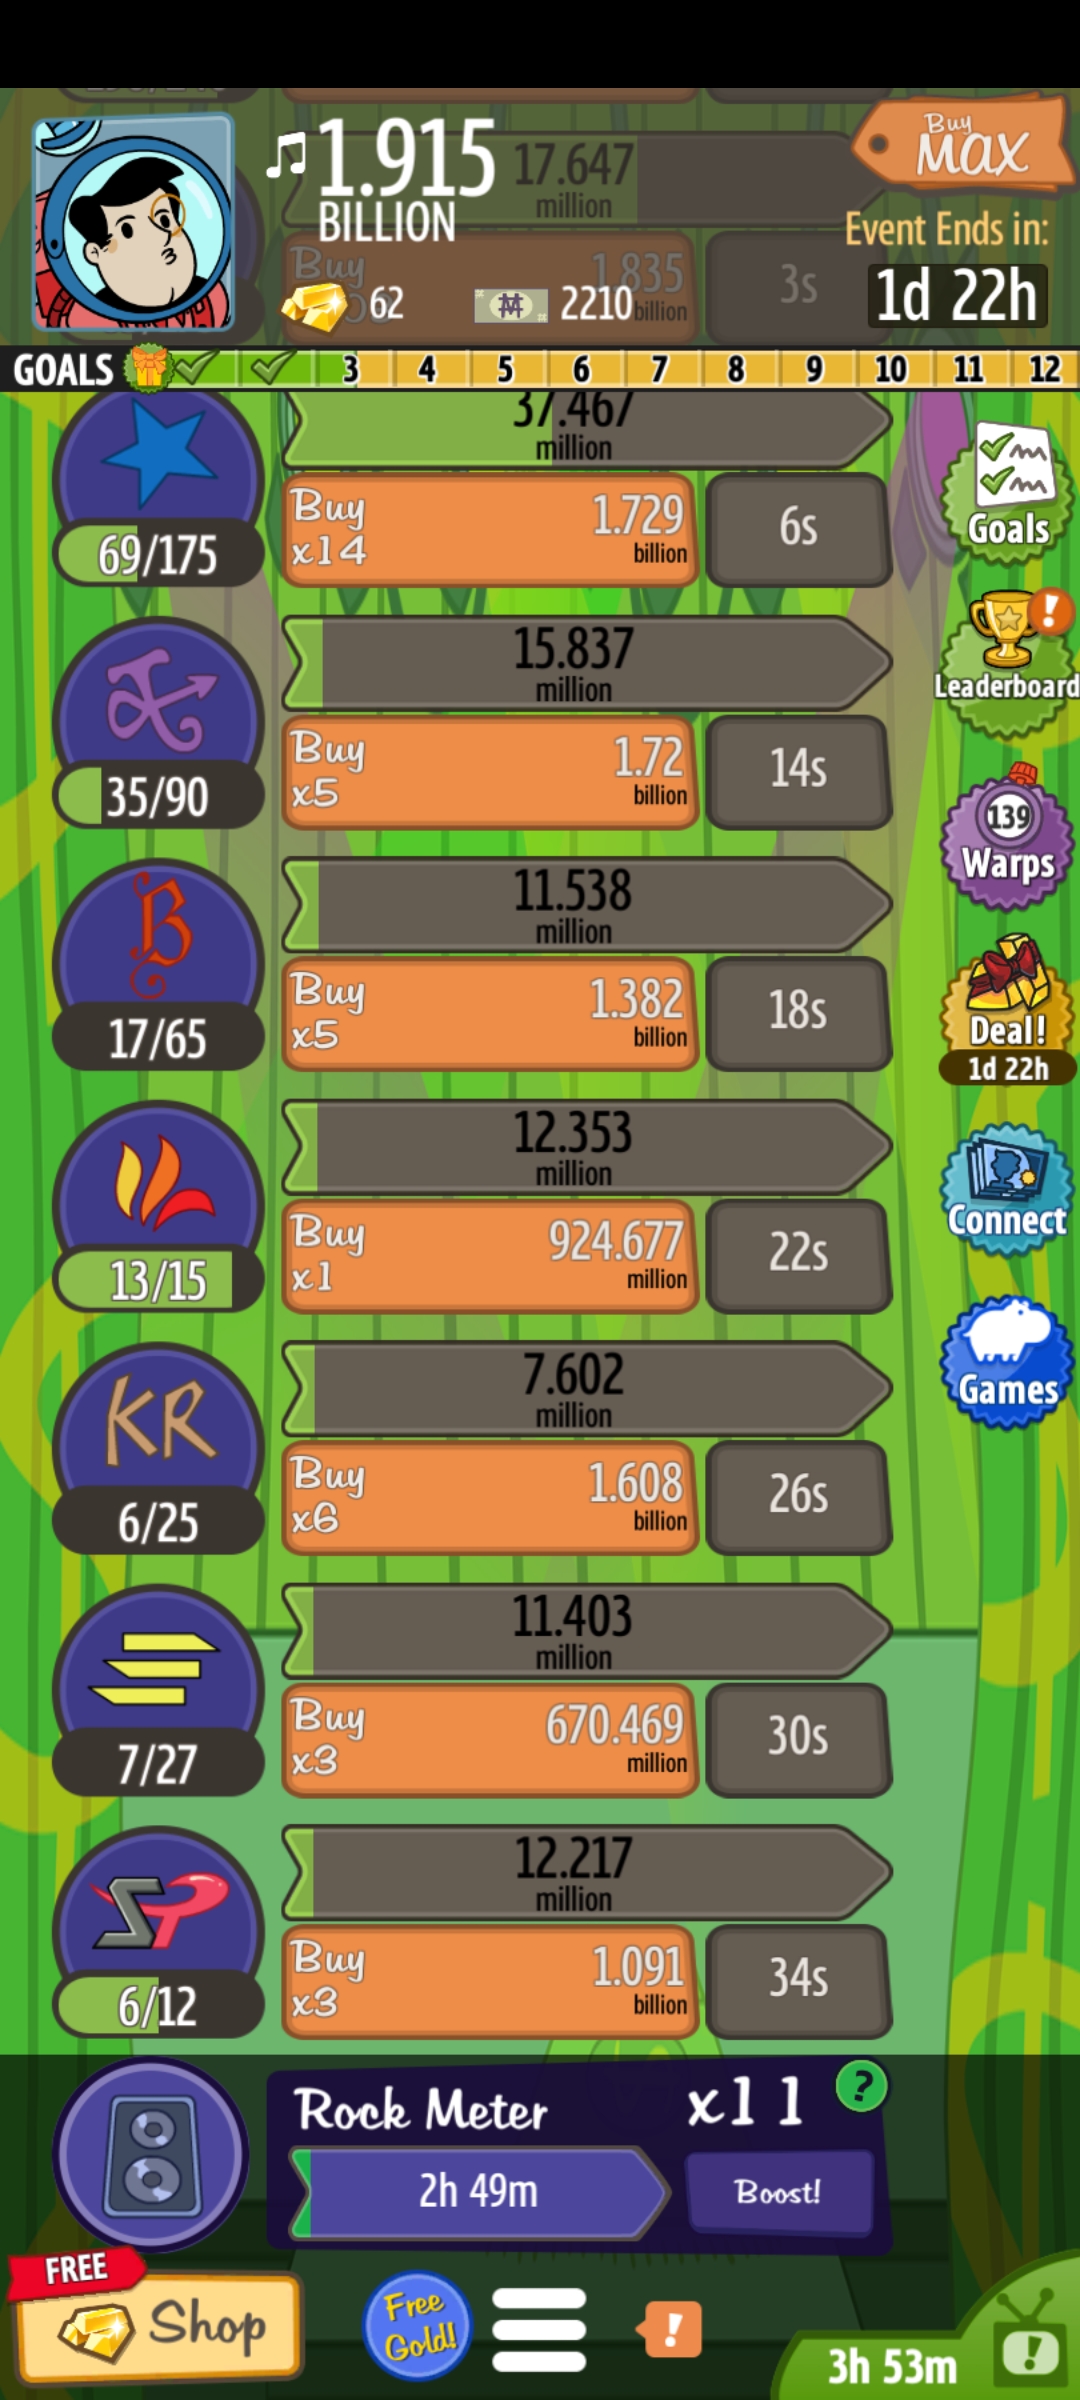 1.915
BILLION
17.647
million
Buy
MAX
Event Ends in:
1d 22h
Buy
1.835
billion
3s
62
2210
GOALS
3
4
5
6
7
8
9
10
11
12
37.467
million
Buy
x14
1.729
billion
6s
69/175
Goals
15.837
million
Buy
x5
1.72
billion
14s
35/90
Leaderboard
11.538
million
Buy
x5
1.382
billion
18s
B
17/65
139
Warps
Deal!
1d 22h
12.353
million
Buy
x1
924.677
million
22s
13/15
Connect
7.602
million
Buy
x6
1.608
billion
26s
KR
6/25
Games
11.403
million
Buy
x3
670.469
million
30s
7/27
12.217
million
Buy
x3
1.091
billion
34s
SP
6/12
Rock Meter
x11
?
2h 49m
Boost!
FREE
Shop
Free
Gold!
!
3h 53m
!